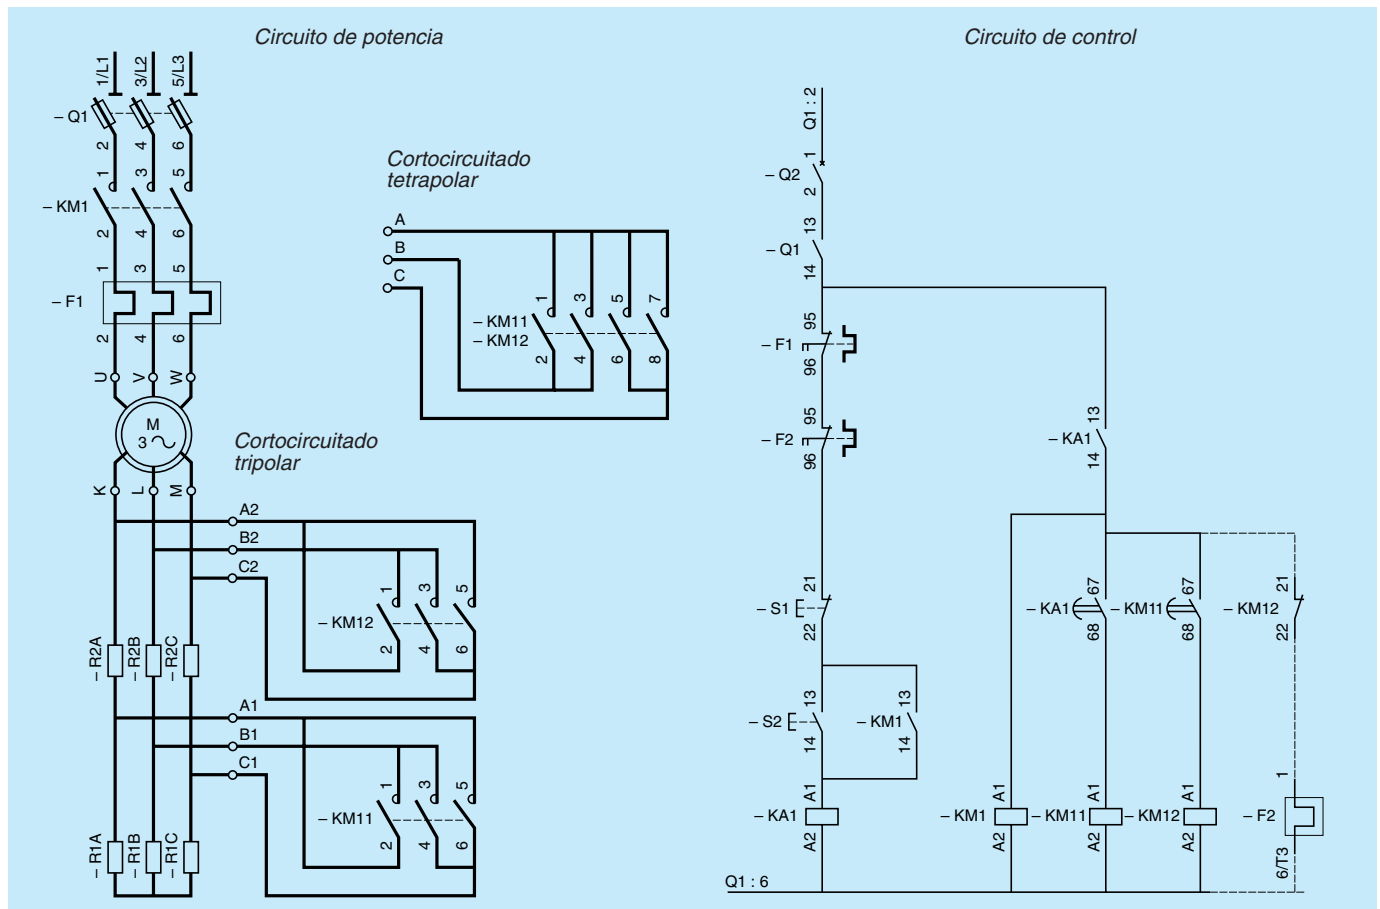 Circuito de potencia
1/L1 3/L2 5/L3
– Q1
2 4 6
1 3 5
– KM1
2 4 6
1 3 5
– F1
2 4 6
U V W
M
3
K L M
Cortocircuitado
tetrapolar
A
B
C
1 3 5 7
– KM11
– KM12
2 4 6 8
Cortocircuitado
tripolar
A2
B2
C2
1 3 5
– KM12
2 4 6
– R2A – R2B – R2C
A1
B1
C1
1 3 5
– KM11
2 4 6
– R1A – R1B – R1C
Circuito de control
Q1 : 2
1
– Q2
2
13
– Q1
14
95
– F1
96
95
– F2
96
13
– KA1
14
21
– S1
22
67
– KA1
68
67
– KM11
68
21
– KM12
22
13
– S2
14
13
– KM1
14
A1
– KA1
A2
A1
– KM1
A2
A1
– KM11
A2
A1
– KM12
A2
1
– F2
6/T3
Q1 : 6